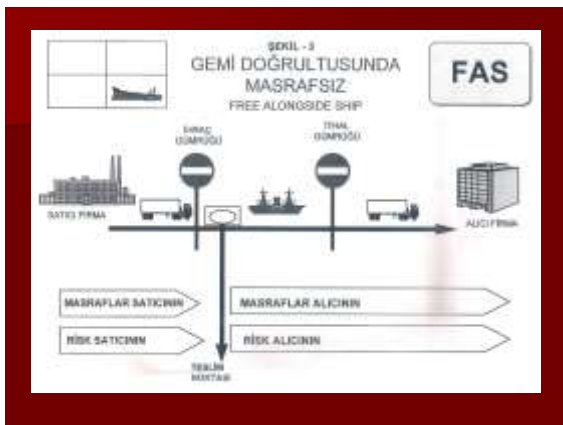 ŞEKİL - 3
GEMİ DOĞRULTUSUNDA
MASRAFSIZ
FREE ALONGSIDE SHIP
FAS
İHRAÇ
GÜMRÜĞÜ
İTHAL
GÜMRÜĞÜ
SATICI FİRMA
ALICI FİRMA
MASRAFLAR SATICININ
MASRAFLAR ALICININ
RİSK SATICININ
RİSK ALICININ
TESLİM
NOKTASI